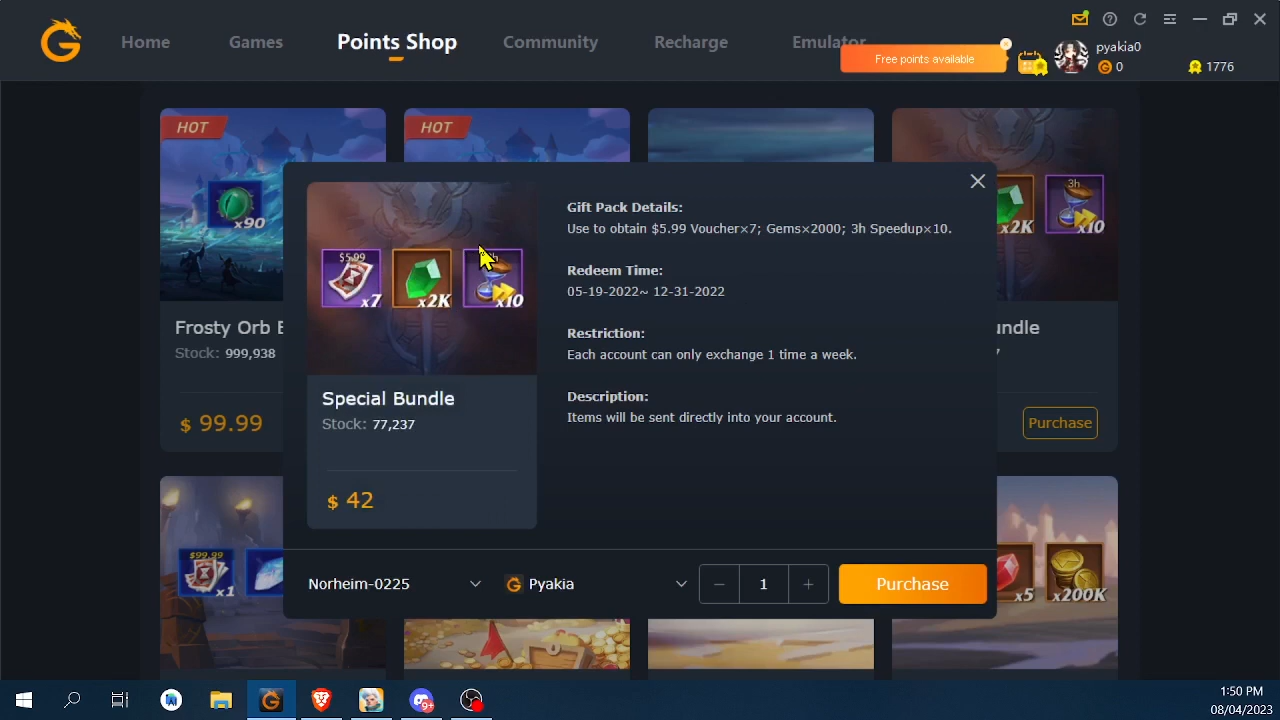 Home
Games
Points Shop
Community
Recharge
Emulator
Free points available
pyakia0
0
1776
HOT
HOT
x90
3h
x2K
x10
Frosty Orb B
Stock: 999,938
$ 99.99
undle
7
Purchase
$5.99
x7
x2K
x10
Special Bundle
Stock: 77,237
$ 42
Gift Pack Details:
Use to obtain $5.99 Voucher×7; Gems×2000; 3h Speedup×10.
Redeem Time:
05-19-2022~ 12-31-2022
Restriction:
Each account can only exchange 1 time a week.
Description:
Items will be sent directly into your account.
Norheim-0225
Pyakia
1
Purchase
$99.99
x1
x5
x200K
9+
1:50 PM
08/04/2023